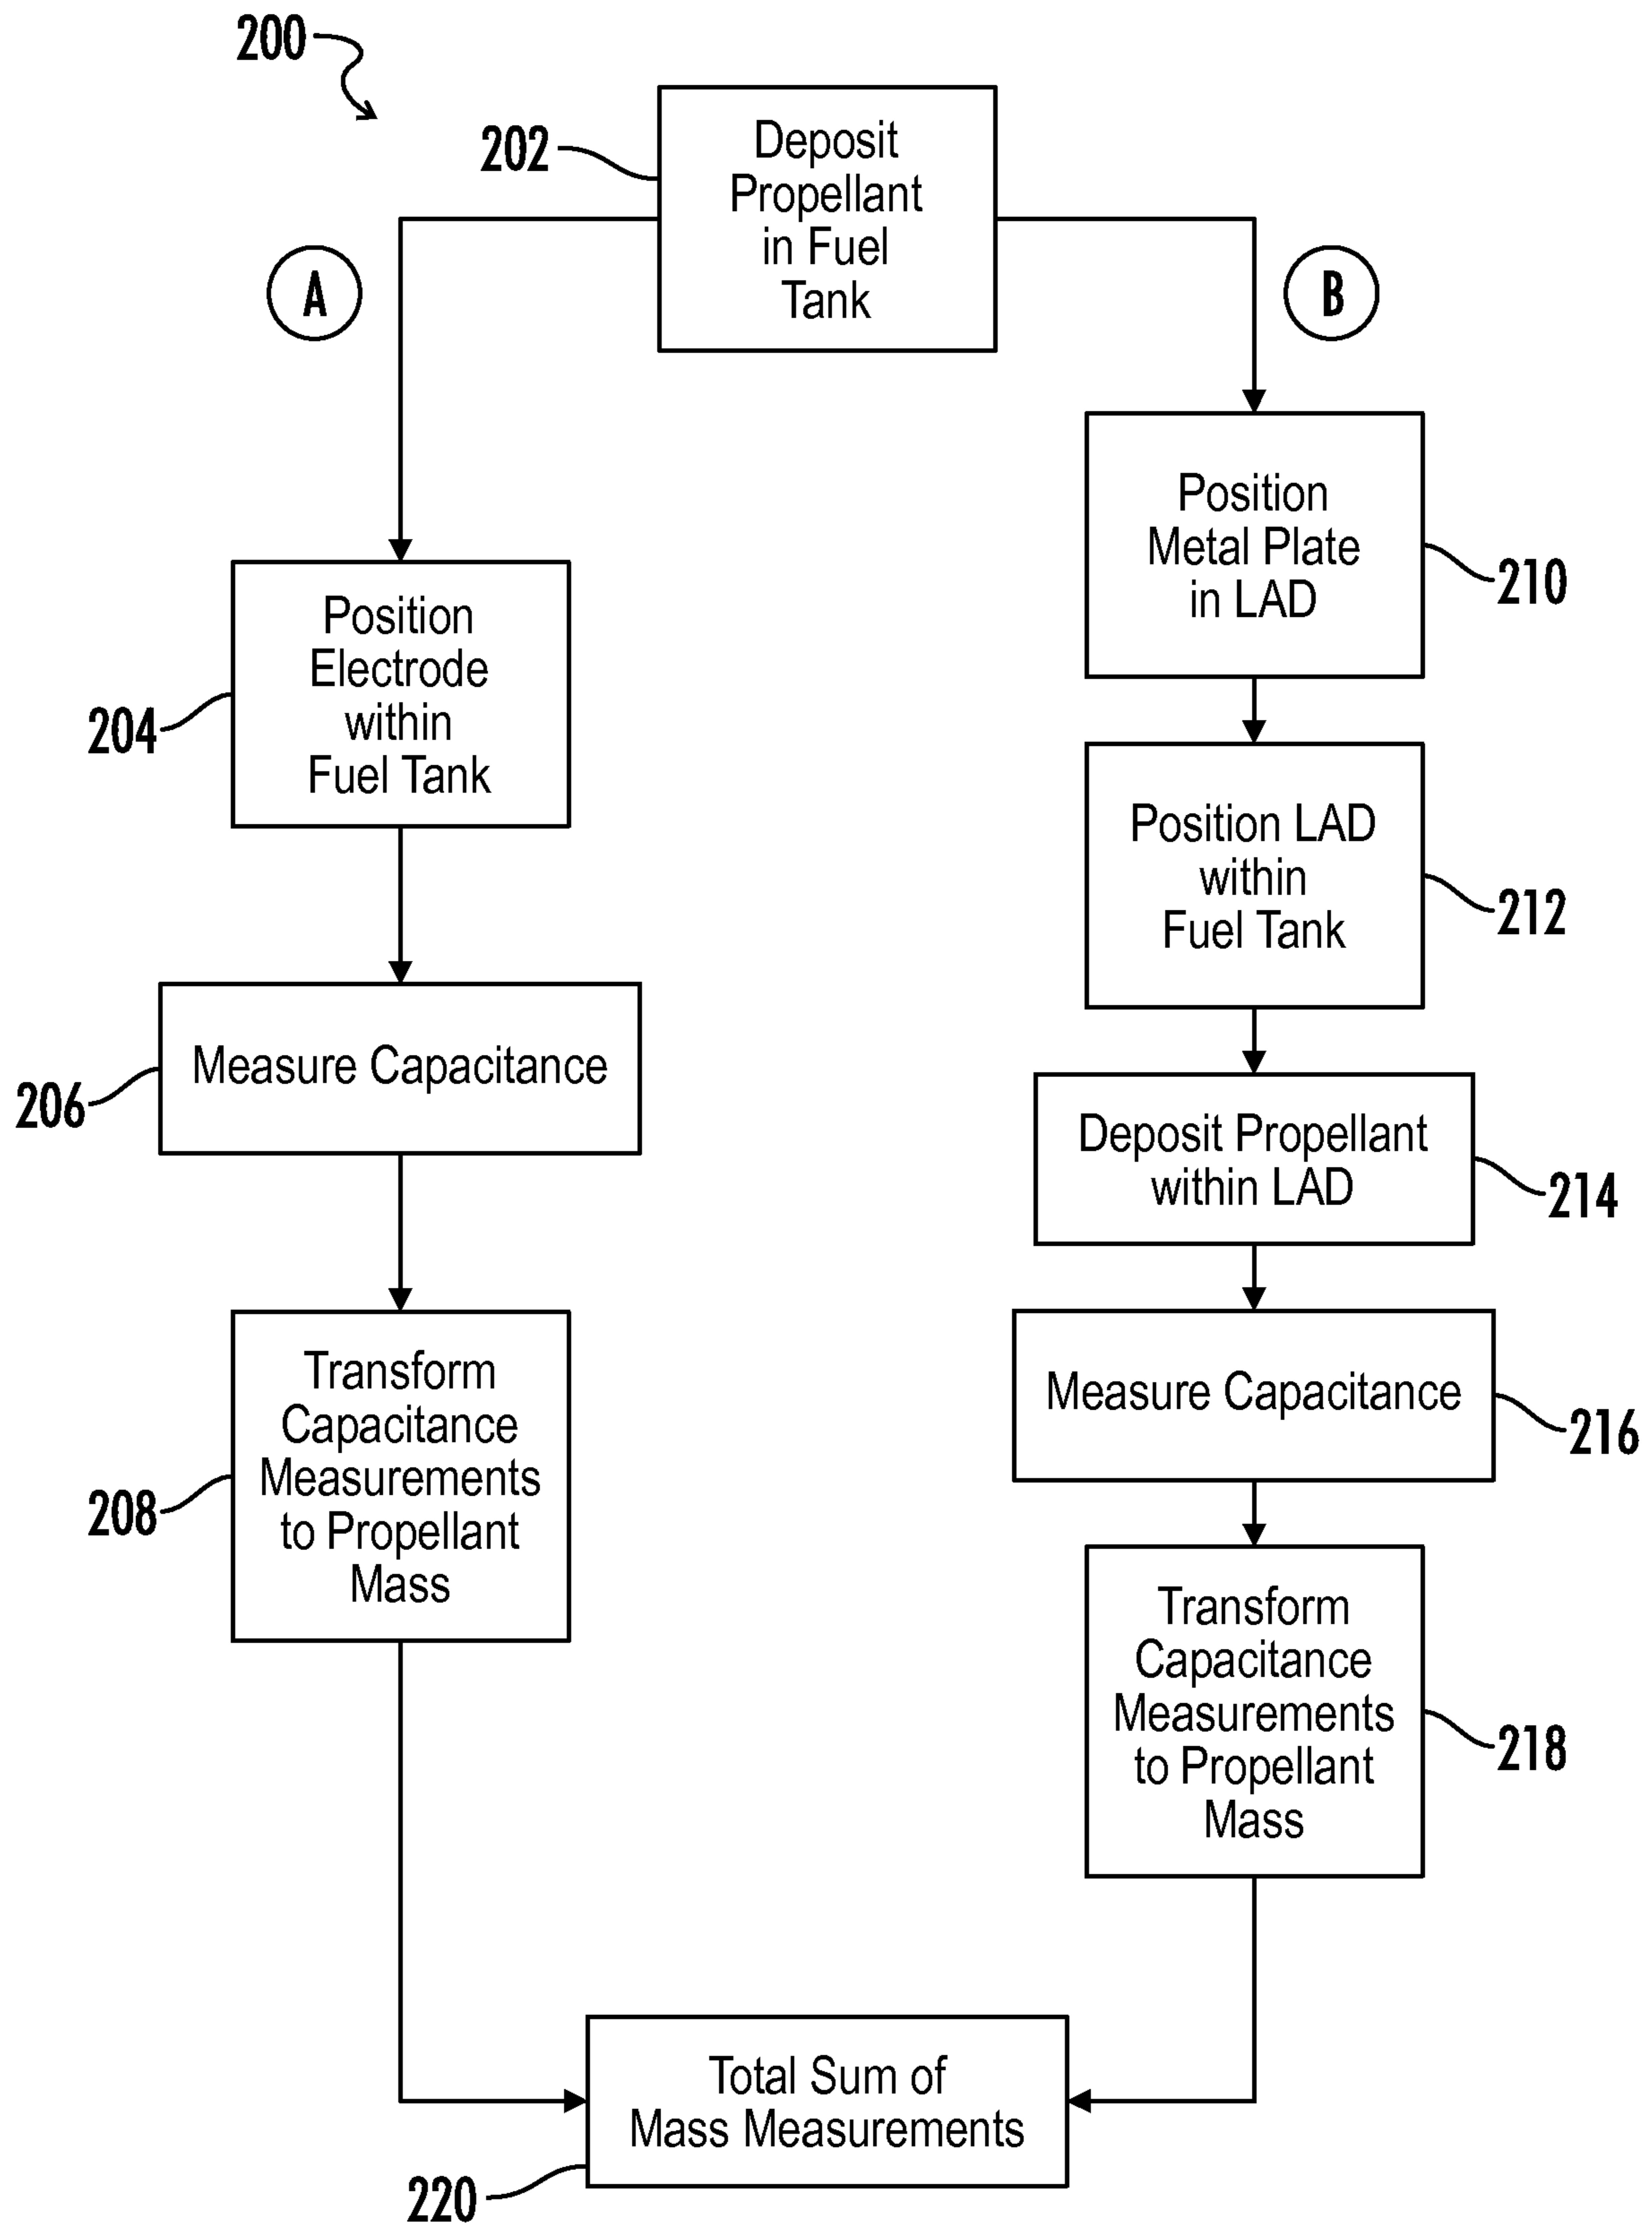 200
202
Deposit
Propellant
in Fuel
Tank
A
B
Position
Electrode
within
Fuel Tank
204
Measure Capacitance
206
Transform
Capacitance
Measurements
to Propellant
Mass
208
Position
Metal Plate
in LAD
210
Position LAD
within
Fuel Tank
212
Deposit Propellant
within LAD
214
Measure Capacitance
216
Transform
Capacitance
Measurements
to Propellant
Mass
218
Total Sum of
Mass Measurements
220